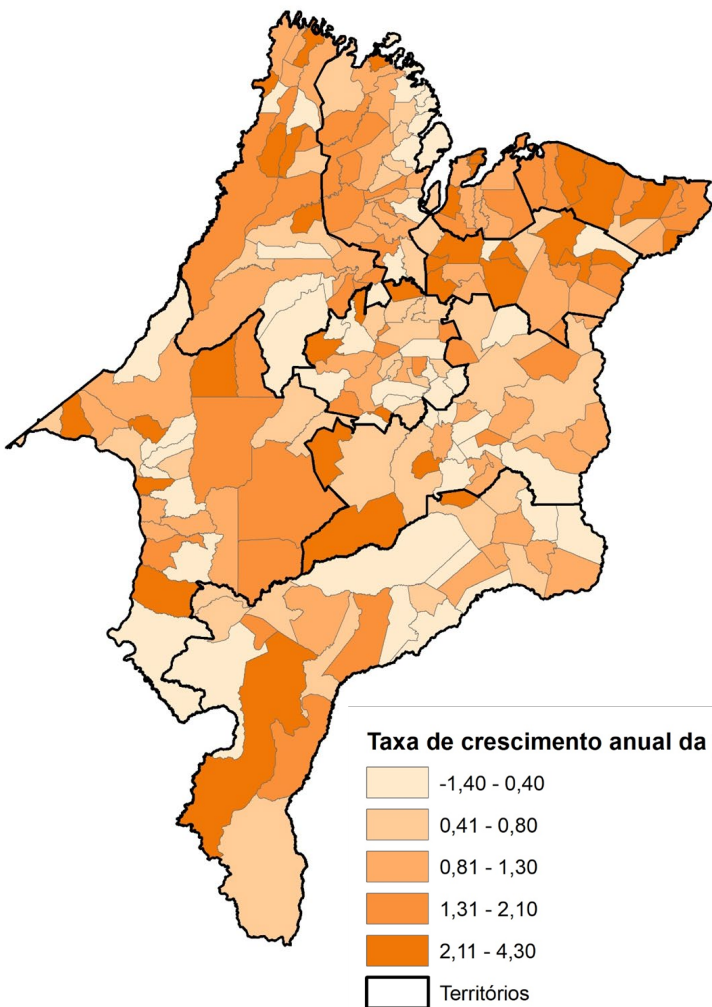 Taxa de crescimento anual da
-1,40 - 0,40
0,41 - 0,80
0,81 - 1,30
1,31 - 2,10
2,11 - 4,30
Territórios